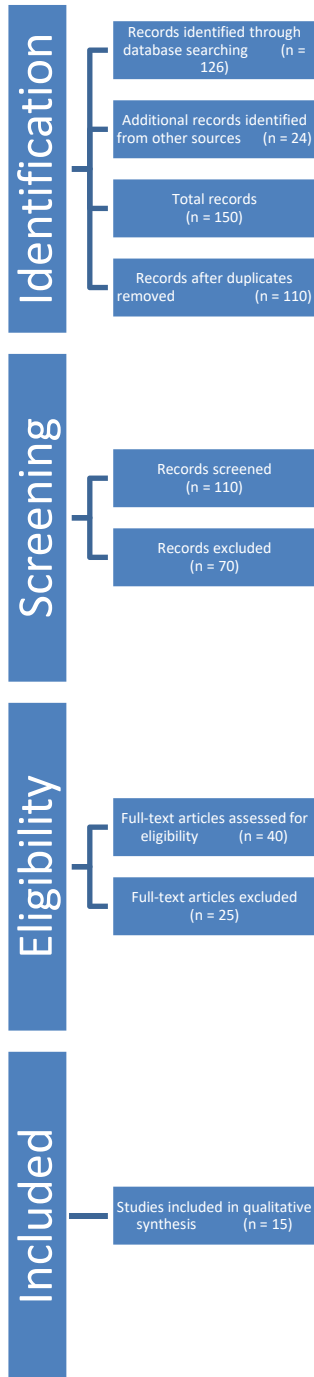 Identification
Records identified through
database searching (n =
126)
Additional records identified
from other sources (n = 24)
Total records
(n = 150)
Records after duplicates
removed (n = 110)
Screening
Records screened
(n = 110)
Records excluded
(n = 70)
Eligibility
Full-text articles assessed for
eligibility (n = 40)
Full-text articles excluded
(n = 25)
Included
Studies included in qualitative
synthesis (n = 15)